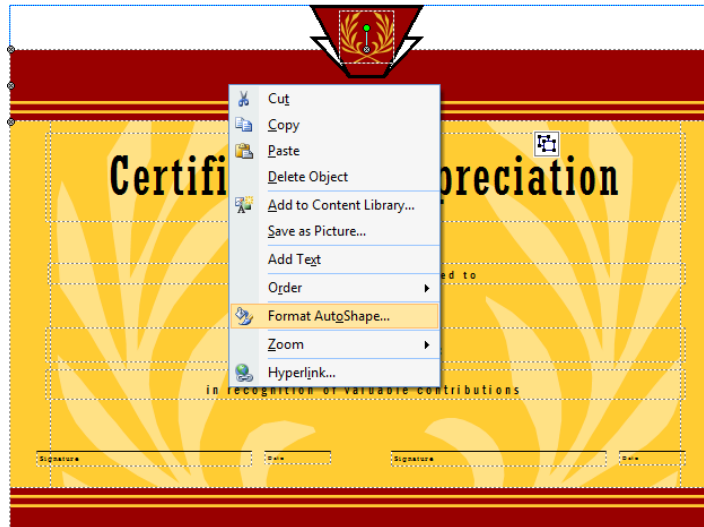 Cut
Copy
Paste
Delete Object
Certifi preciation
Add to Content Library...
Save as Picture...
Add Text
ed to
Order
Format AutoShape...
Zoom
Hyperlink...
in recognition of valuable contributions
Signature Date Signature Date